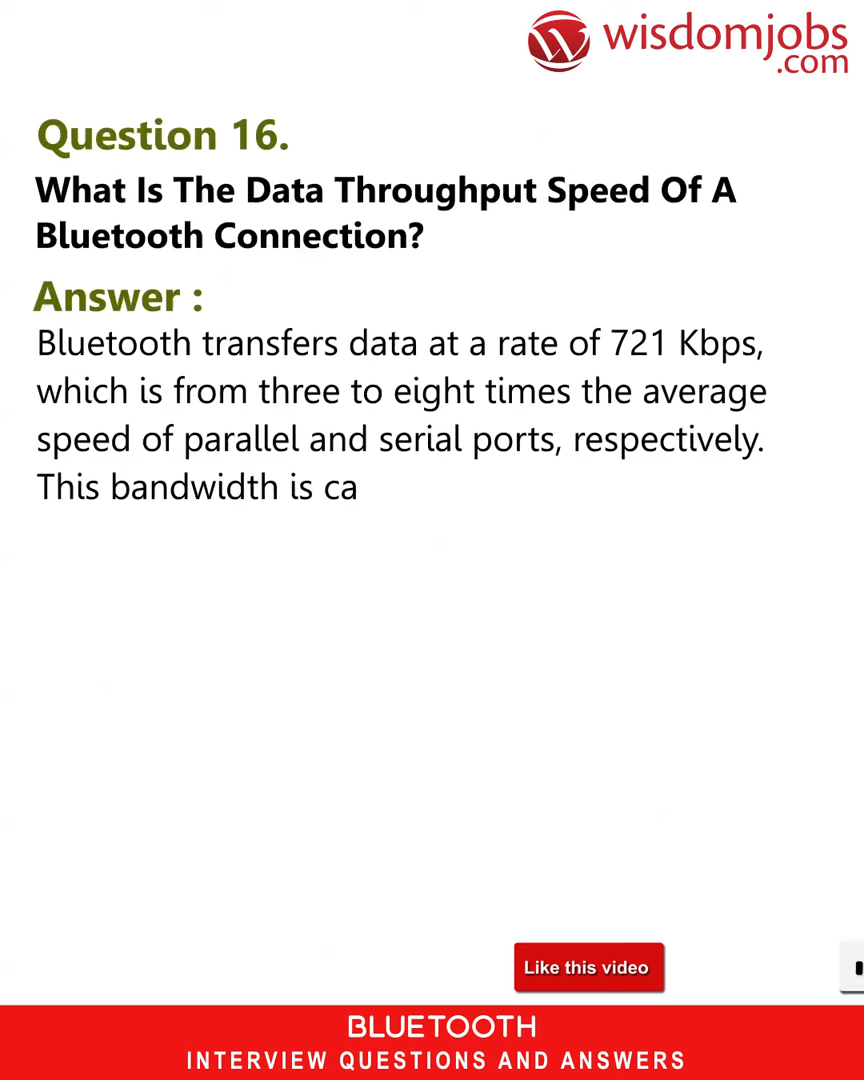 wisdomjobs
.com
Question 16.
What Is The Data Throughput Speed Of A
Bluetooth Connection?
Answer :
Bluetooth transfers data at a rate of 721 Kbps,
which is from three to eight times the average
speed of parallel and serial ports, respectively.
This bandwidth is ca
Like this video
BLUETOOTH
INTERVIEW QUESTIONS AND ANSWERS